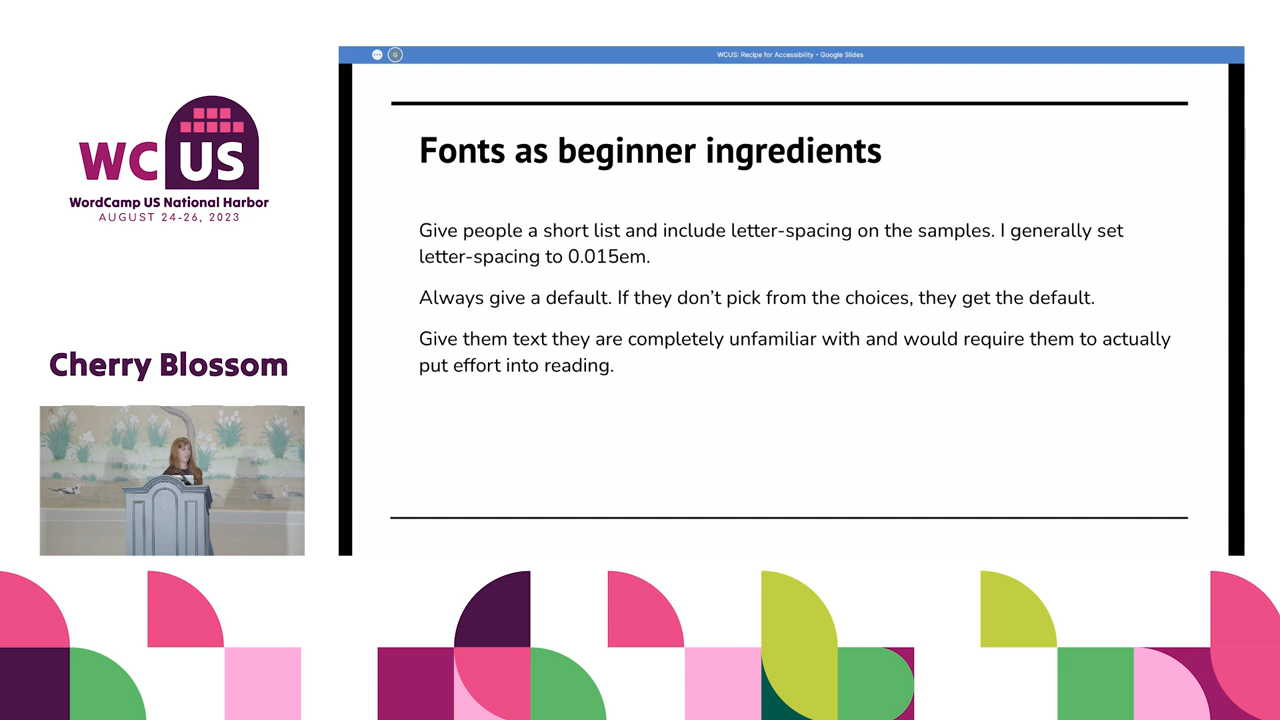 WCUS: Recipe for Accessibility - Google Slides
G
WC US
WordCamp US National Harbor
AUGUST 24-26, 2023
Cherry Blossom
Fonts as beginner ingredients
Give people a short list and include letter-spacing on the samples. I generally set
letter-spacing to 0.015em.
Always give a default. If they don’t pick from the choices, they get the default.
Give them text they are completely unfamiliar with and would require them to actually
put effort into reading.